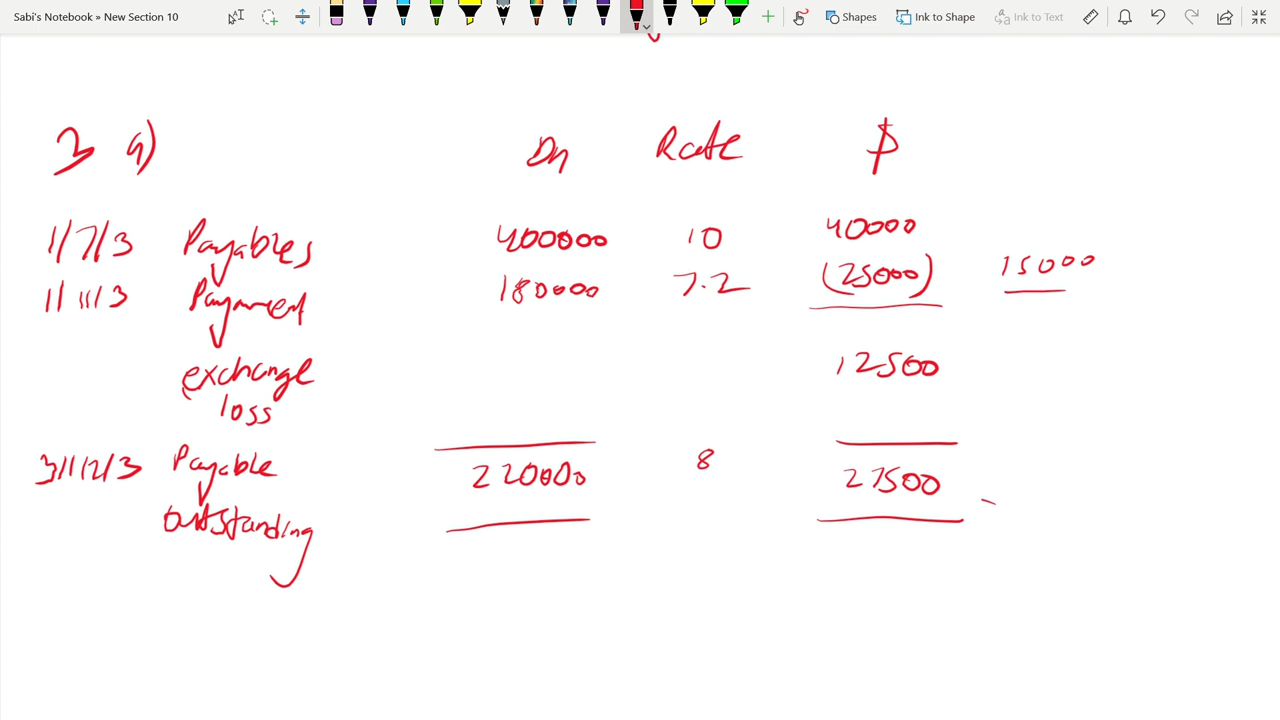 Sabi's Notebook » New Section 10 Shapes Ink to Shape Ink to Text
3 a) Dn Rate $
1/7/3 Payables 400000 10 40000
1/11/3 Payment 180000 7.2 (25000) 15000
exchange 12500
loss
31/12/3 Payable 220000 8 27500
outstanding